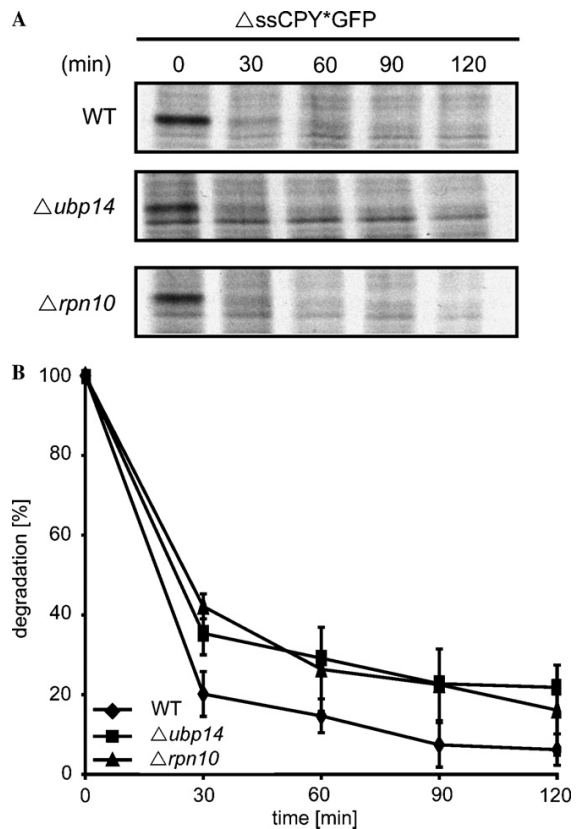 A
△ssCPY*GFP
(min) 0 30 60 90 120
WT
△ubp14
△rpn10
B
100
80
60
40
20
0
degradation [%]
WT
△ubp14
△rpn10
0 30 60 90 120
time [min]